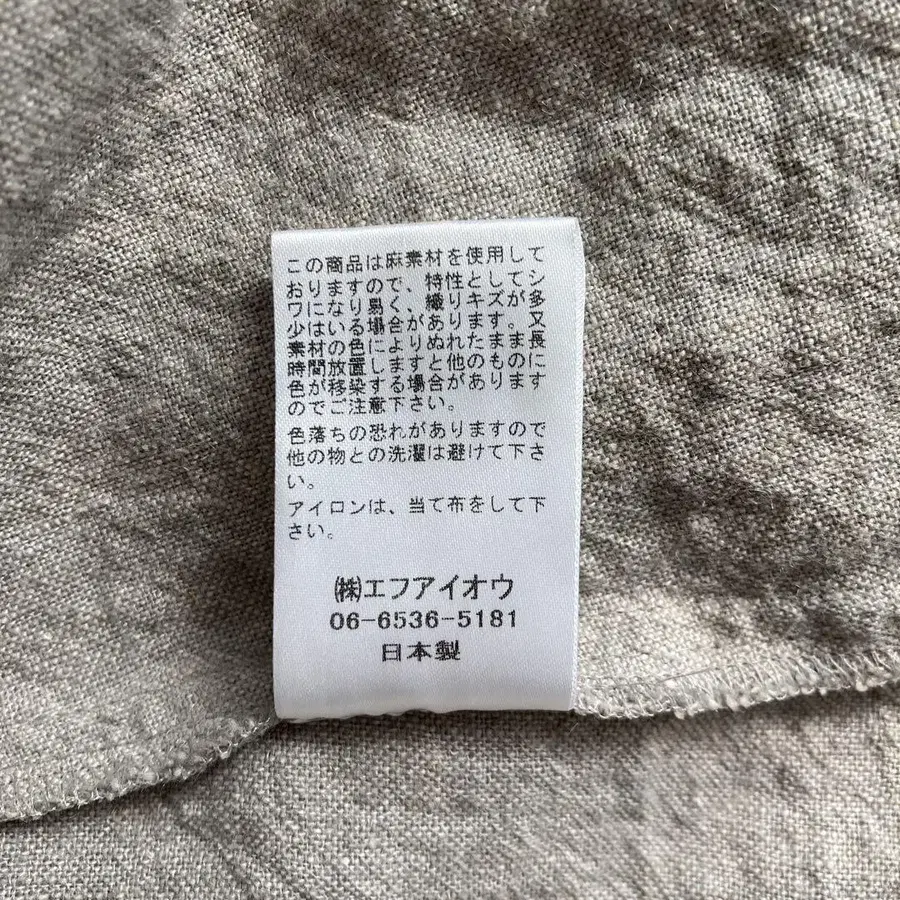 この商品は麻素材を使用して
おりますので、特性としてシ
ワになり易く、織りキズが多
少はいる場合があります。又
素材の色によりぬれたまま長
時間放置しますと他のものに
色が移染する場合があります
のでご注意下さい。
色落ちの恐れがありますので
他の物との洗濯は避けて下さ
い。
アイロンは、当て布をして下
さい。
㈱エフアイオウ
06-6536-5181
日本製